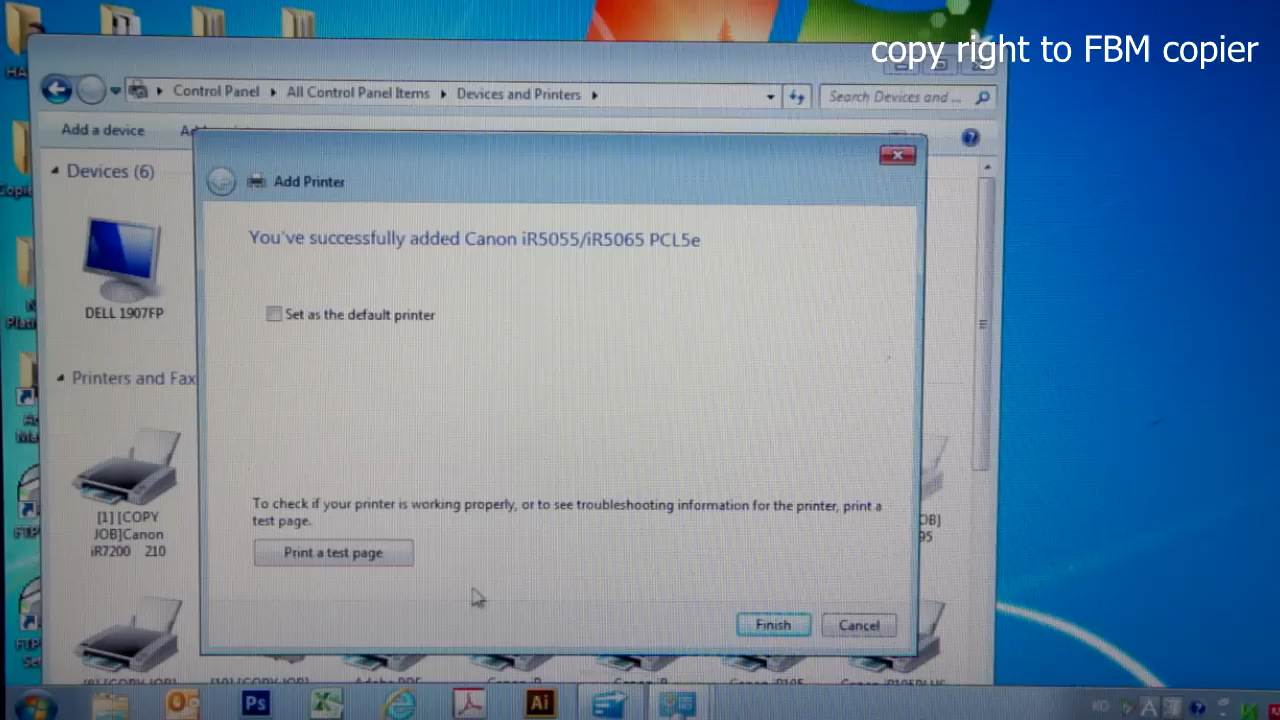 copy right to FBM copier
Control Panel
All Control Panel Items
Devices and Printers
Search Devices and ...
Add a device
Devices (6)
Add Printer
You've successfully added Canon iR5055/iR5065 PCL5e
Set as the default printer
DELL 1907FP
Printers and Fax
[1] [COPY
JOB]Canon
iR7200 210
To check if your printer is working properly, or to see troubleshooting information for the printer, print a
test page.
Print a test page
Finish
Cancel
Ps
Ai
KO
A